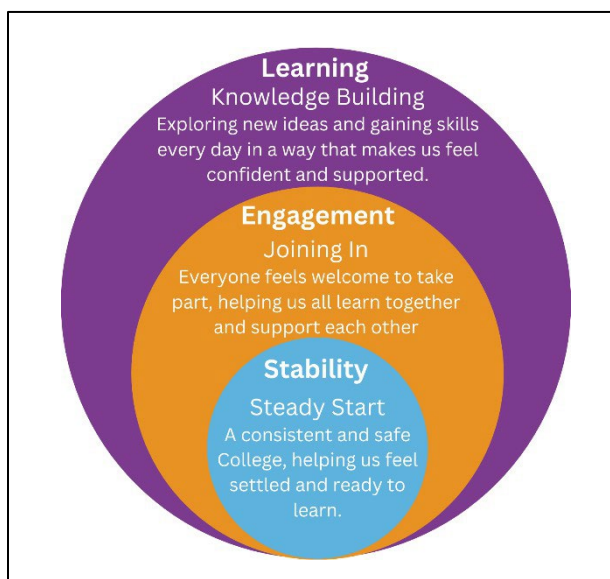 Learning
Knowledge Building
Exploring new ideas and gaining skills
every day in a way that makes us feel
confident and supported.
Engagement
Joining In
Everyone feels welcome to take
part, helping us all learn together
and support each other
Stability
Steady Start
A consistent and safe
College, helping us feel
settled and ready to
learn.